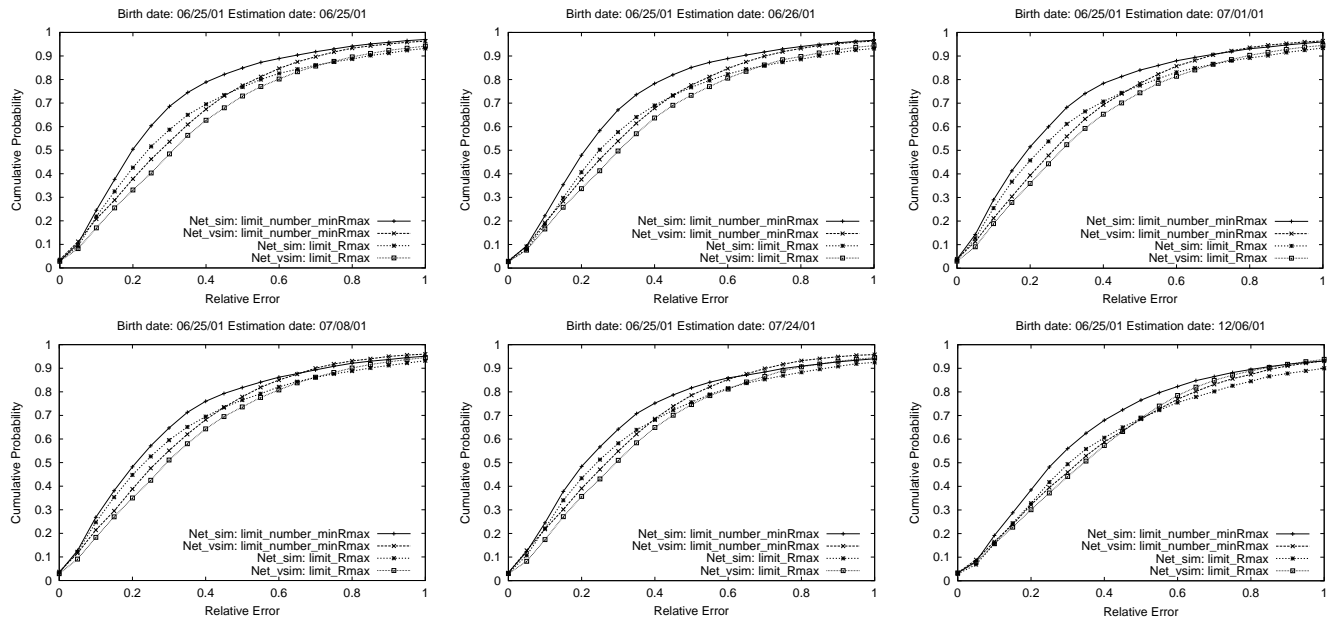 Birth date: 06/25/01 Estimation date: 06/25/01
Cumulative Probability
1
0.9
0.8
0.7
0.6
0.5
0.4
0.3
0.2
0.1
0
Net_sim: limit_number_minRmax
Net_vsim: limit_number_minRmax
Net_sim: limit_Rmax
Net_vsim: limit_Rmax
0 0.2 0.4 0.6 0.8 1
Relative Error
Birth date: 06/25/01 Estimation date: 06/26/01
Cumulative Probability
1
0.9
0.8
0.7
0.6
0.5
0.4
0.3
0.2
0.1
0
Net_sim: limit_number_minRmax
Net_vsim: limit_number_minRmax
Net_sim: limit_Rmax
Net_vsim: limit_Rmax
0 0.2 0.4 0.6 0.8 1
Relative Error
Birth date: 06/25/01 Estimation date: 07/01/01
Cumulative Probability
1
0.9
0.8
0.7
0.6
0.5
0.4
0.3
0.2
0.1
0
Net_sim: limit_number_minRmax
Net_vsim: limit_number_minRmax
Net_sim: limit_Rmax
Net_vsim: limit_Rmax
0 0.2 0.4 0.6 0.8 1
Relative Error
Birth date: 06/25/01 Estimation date: 07/08/01
Cumulative Probability
1
0.9
0.8
0.7
0.6
0.5
0.4
0.3
0.2
0.1
0
Net_sim: limit_number_minRmax
Net_vsim: limit_number_minRmax
Net_sim: limit_Rmax
Net_vsim: limit_Rmax
0 0.2 0.4 0.6 0.8 1
Relative Error
Birth date: 06/25/01 Estimation date: 07/24/01
Cumulative Probability
1
0.9
0.8
0.7
0.6
0.5
0.4
0.3
0.2
0.1
0
Net_sim: limit_number_minRmax
Net_vsim: limit_number_minRmax
Net_sim: limit_Rmax
Net_vsim: limit_Rmax
0 0.2 0.4 0.6 0.8 1
Relative Error
Birth date: 06/25/01 Estimation date: 12/06/01
Cumulative Probability
1
0.9
0.8
0.7
0.6
0.5
0.4
0.3
0.2
0.1
0
Net_sim: limit_number_minRmax
Net_vsim: limit_number_minRmax
Net_sim: limit_Rmax
Net_vsim: limit_Rmax
0 0.2 0.4 0.6 0.8 1
Relative Error